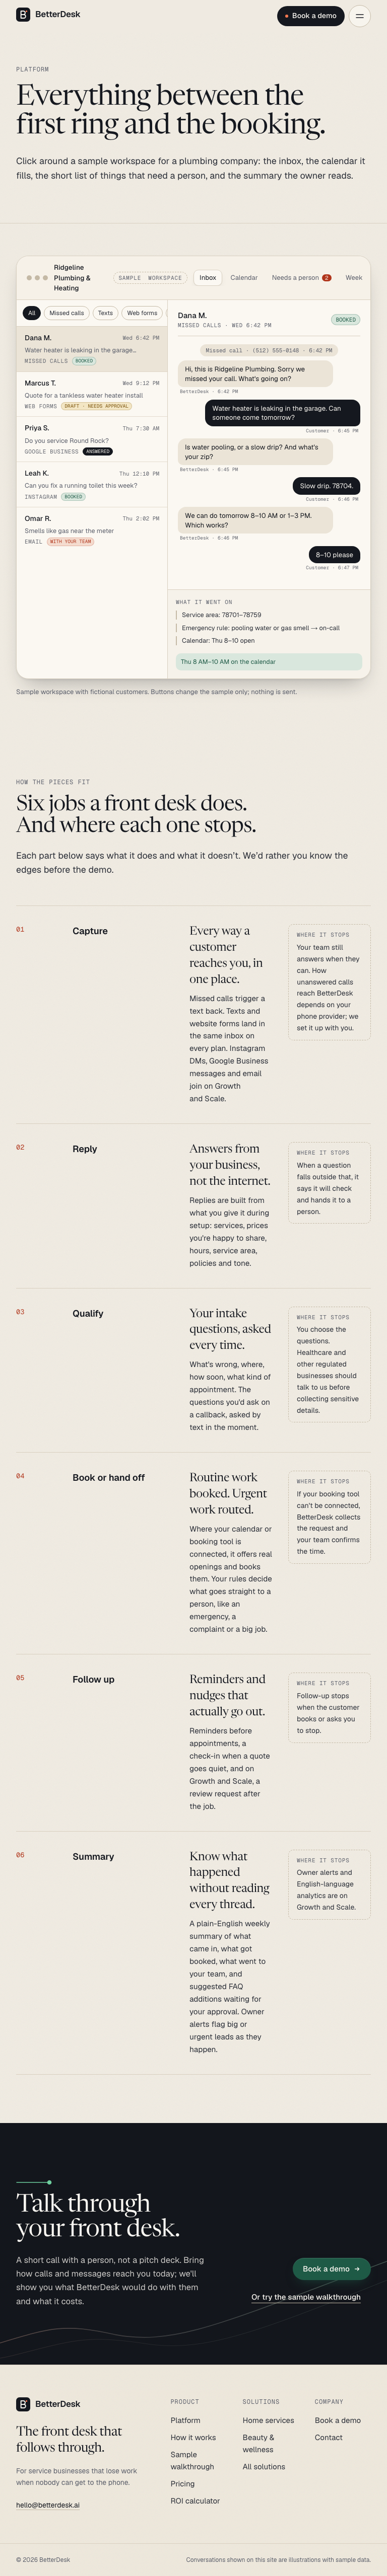 BetterDesk
Book a demo
PLATFORM
Everything between the
first ring and the booking.
Click around a sample workspace for a plumbing company: the inbox, the calendar it
fills, the short list of things that need a person, and the summary the owner reads.
Ridgeline
Plumbing &
Heating
SAMPLE WORKSPACE
Inbox
Calendar
Needs a person 2
Week
All
Missed calls
Texts
Web forms
Dana M.
Wed 6:42 PM
Water heater is leaking in the garage…
MISSED CALLS
BOOKED
Marcus T.
Wed 9:12 PM
Quote for a tankless water heater install
WEB FORMS
DRAFT · NEEDS APPROVAL
Priya S.
Thu 7:30 AM
Do you service Round Rock?
GOOGLE BUSINESS
ANSWERED
Leah K.
Thu 12:10 PM
Can you fix a running toilet this week?
INSTAGRAM
BOOKED
Omar R.
Thu 2:02 PM
Smells like gas near the meter
EMAIL
WITH YOUR TEAM
Dana M.
MISSED CALLS · WED 6:42 PM
BOOKED
Missed call · (512) 555-0148 · 6:42 PM
Hi, this is Ridgeline Plumbing. Sorry we
missed your call. What's going on?
BetterDesk · 6:42 PM
Water heater is leaking in the garage. Can
someone come tomorrow?
Customer · 6:45 PM
Is water pooling, or a slow drip? And what's
your zip?
BetterDesk · 6:45 PM
Slow drip. 78704.
Customer · 6:46 PM
We can do tomorrow 8–10 AM or 1–3 PM.
Which works?
BetterDesk · 6:46 PM
8–10 please
Customer · 6:47 PM
WHAT IT WENT ON
Service area: 78701–78759
Emergency rule: pooling water or gas smell → on-call
Calendar: Thu 8–10 open
Thu 8 AM–10 AM on the calendar
Sample workspace with fictional customers. Buttons change the sample only; nothing is sent.
HOW THE PIECES FIT
Six jobs a front desk does.
And where each one stops.
Each part below says what it does and what it doesn't. We'd rather you know the
edges before the demo.
01
Capture
Every way a
customer
reaches you, in
one place.
Missed calls trigger a
text back. Texts and
website forms land in
the same inbox on
every plan. Instagram
DMs, Google Business
messages and email
join on Growth
and Scale.
WHERE IT STOPS
Your team still
answers when they
can. How
unanswered calls
reach BetterDesk
depends on your
phone provider; we
set it up with you.
02
Reply
Answers from
your business,
not the internet.
Replies are built from
what you give it during
setup: services, prices
you're happy to share,
hours, service area,
policies and tone.
WHERE IT STOPS
When a question
falls outside that, it
says it will check
and hands it to a
person.
03
Qualify
Your intake
questions, asked
every time.
What's wrong, where,
how soon, what kind of
appointment. The
questions you'd ask on
a callback, asked by
text in the moment.
WHERE IT STOPS
You choose the
questions.
Healthcare and
other regulated
businesses should
talk to us before
collecting sensitive
details.
04
Book or hand off
Routine work
booked. Urgent
work routed.
Where your calendar or
booking tool is
connected, it offers real
openings and books
them. Your rules decide
what goes straight to a
person, like an
emergency, a
complaint or a big job.
WHERE IT STOPS
If your booking tool
can't be connected,
BetterDesk collects
the request and
your team confirms
the time.
05
Follow up
Reminders and
nudges that
actually go out.
Reminders before
appointments, a
check-in when a quote
goes quiet, and on
Growth and Scale, a
review request after
the job.
WHERE IT STOPS
Follow-up stops
when the customer
books or asks you
to stop.
06
Summary
Know what
happened
without reading
every thread.
A plain-English weekly
summary of what
came in, what got
booked, what went to
your team, and
suggested FAQ
additions waiting for
your approval. Owner
alerts flag big or
urgent leads as they
happen.
WHERE IT STOPS
Owner alerts and
English-language
analytics are on
Growth and Scale.
Talk through
your front desk.
A short call with a person, not a pitch deck. Bring
how calls and messages reach you today; we'll
show you what BetterDesk would do with them
and what it costs.
Book a demo →
Or try the sample walkthrough
BetterDesk
The front desk that
follows through.
For service businesses that lose work
when nobody can get to the phone.
hello@betterdesk.ai
PRODUCT
Platform
How it works
Sample
walkthrough
Pricing
ROI calculator
SOLUTIONS
Home services
Beauty &
wellness
All solutions
COMPANY
Book a demo
Contact
© 2026 BetterDesk
Conversations shown on this site are illustrations with sample data.